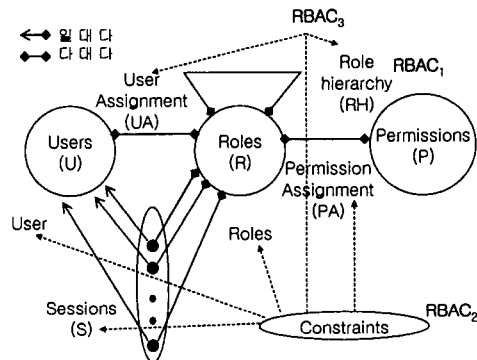 RBAC₃
일 대 다
다 대 다
User
Assignment
(UA)
Role
hierarchy
(RH)
RBAC₁
Users
(U)
Roles
(R)
Permissions
(P)
Permission
Assignment
(PA)
User
Roles
Sessions
(S)
Constraints
RBAC₂